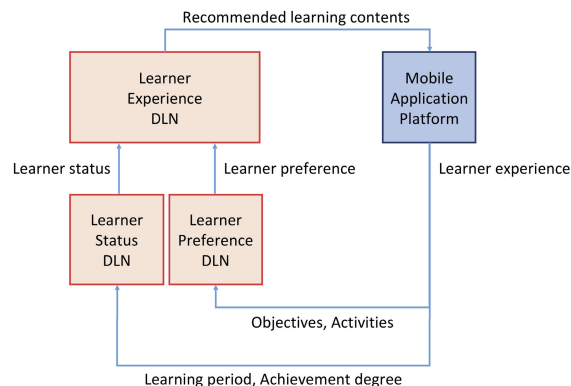 Recommended learning contents
Learner
Experience
DLN
Mobile
Application
Platform
Learner status
Learner preference
Learner experience
Learner
Status
DLN
Learner
Preference
DLN
Objectives, Activities
Learning period, Achievement degree